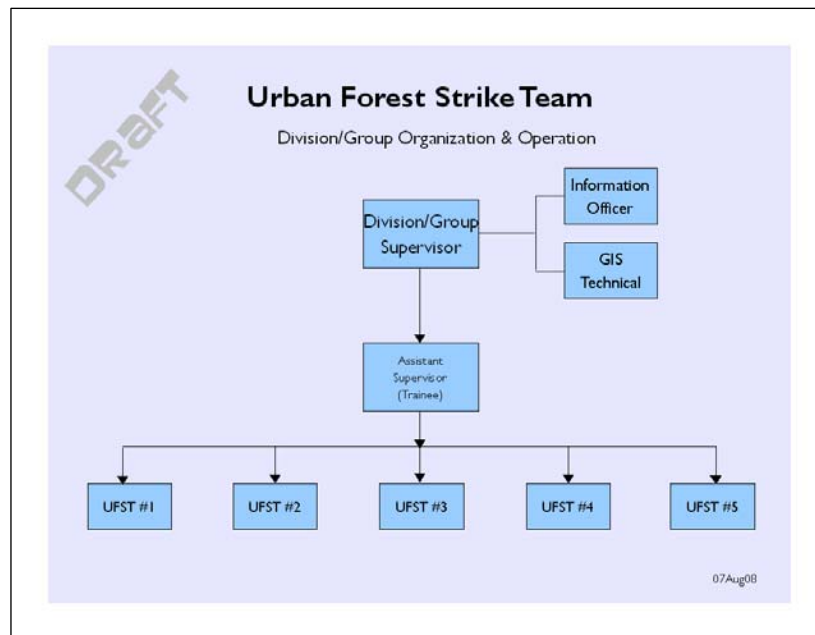 DRAFT
Urban Forest Strike Team
Division/Group Organization & Operation
Information
Officer
Division/Group
Supervisor
GIS
Technical
Assistant
Supervisor
(Trainee)
UFST #1
UFST #2
UFST #3
UFST #4
UFST #5
07Aug08